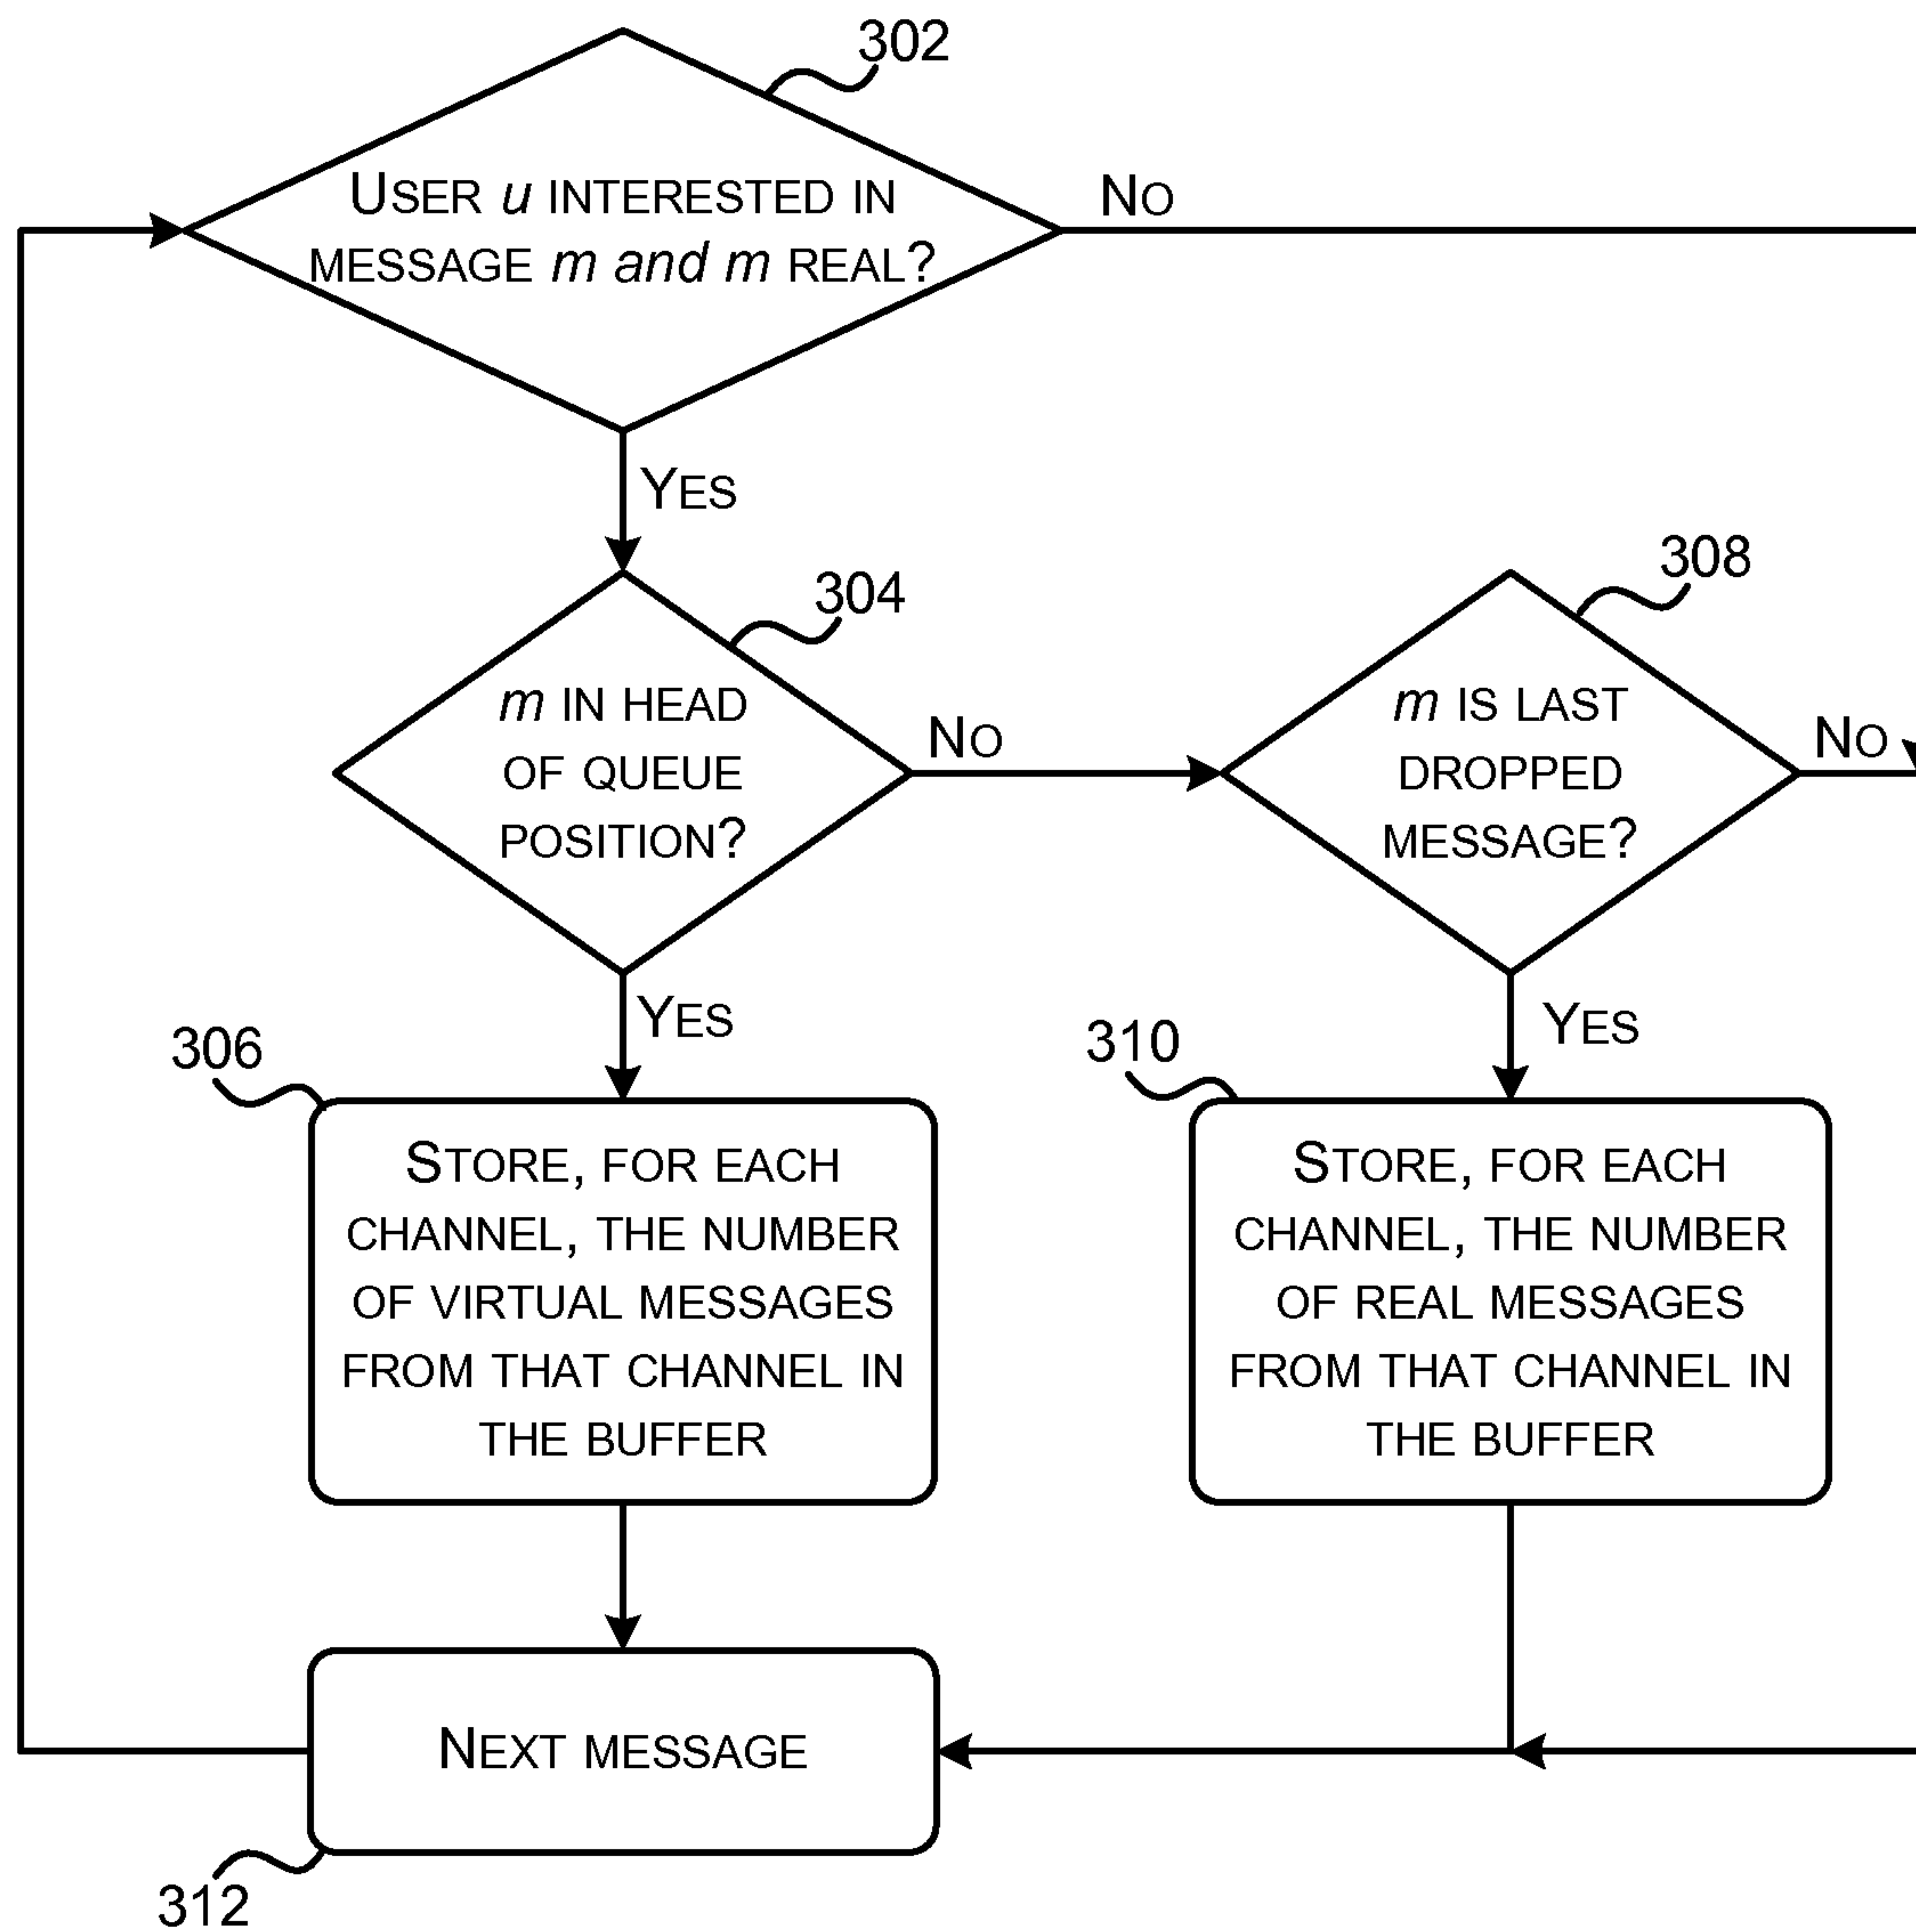 302
USER u INTERESTED IN
MESSAGE m and m REAL?
NO
YES
304
m IN HEAD
OF QUEUE
POSITION?
NO
308
m IS LAST
DROPPED
MESSAGE?
NO
YES
YES
306
STORE, FOR EACH
CHANNEL, THE NUMBER
OF VIRTUAL MESSAGES
FROM THAT CHANNEL IN
THE BUFFER
310
STORE, FOR EACH
CHANNEL, THE NUMBER
OF REAL MESSAGES
FROM THAT CHANNEL IN
THE BUFFER
NEXT MESSAGE
312